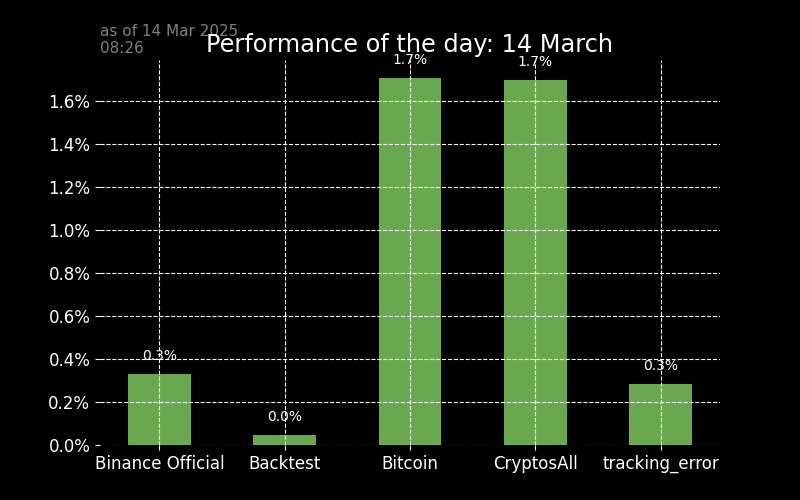 as of 14 Mar 2025
08:26
Performance of the day: 14 March
1.7%
1.7%
1.6%
1.4%
1.2%
1.0%
0.8%
0.6%
0.3%
0.4%
0.3%
0.2%
0.0%
0.0%
Binance Official
Backtest
Bitcoin
CryptosAll
tracking_error